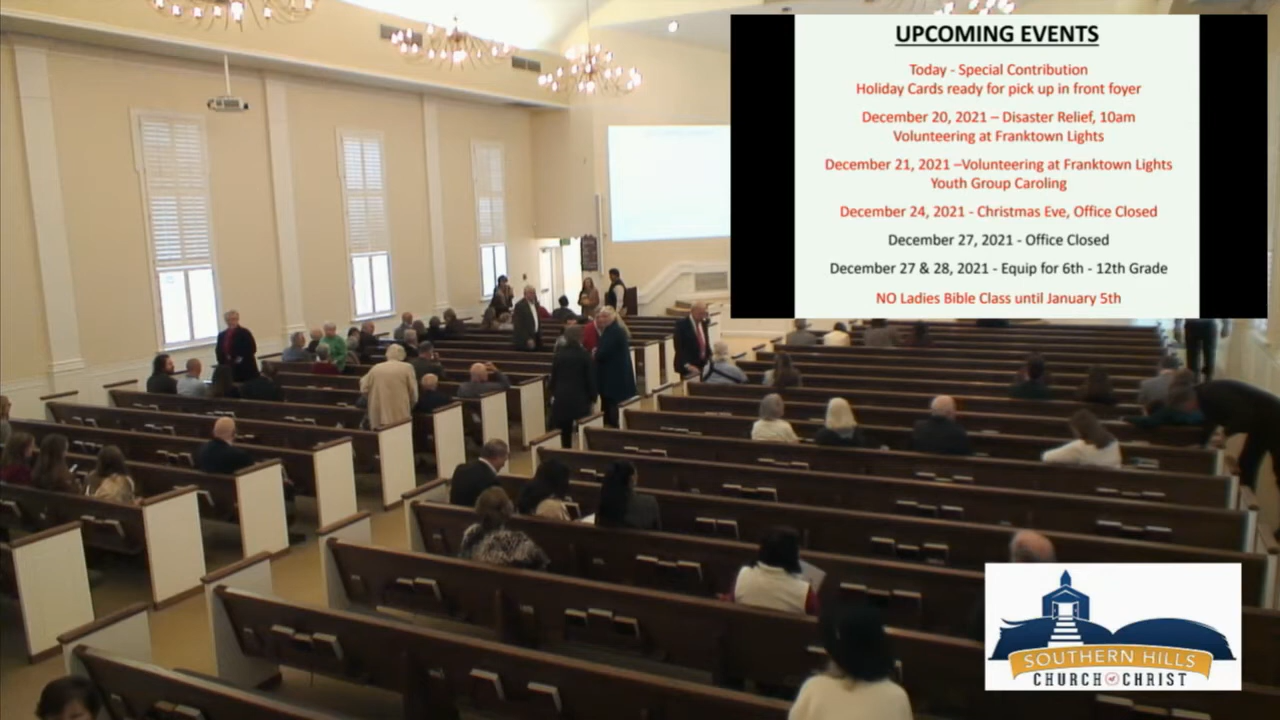 UPCOMING EVENTS
Today - Special Contribution
Holiday Cards ready for pick up in front foyer
December 20, 2021 – Disaster Relief, 10am
Volunteering at Franktown Lights
December 21, 2021 –Volunteering at Franktown Lights
Youth Group Caroling
December 24, 2021 - Christmas Eve, Office Closed
December 27, 2021 - Office Closed
December 27 & 28, 2021 - Equip for 6th - 12th Grade
NO Ladies Bible Class until January 5th
SOUTHERN HILLS
CHURCH of CHRIST